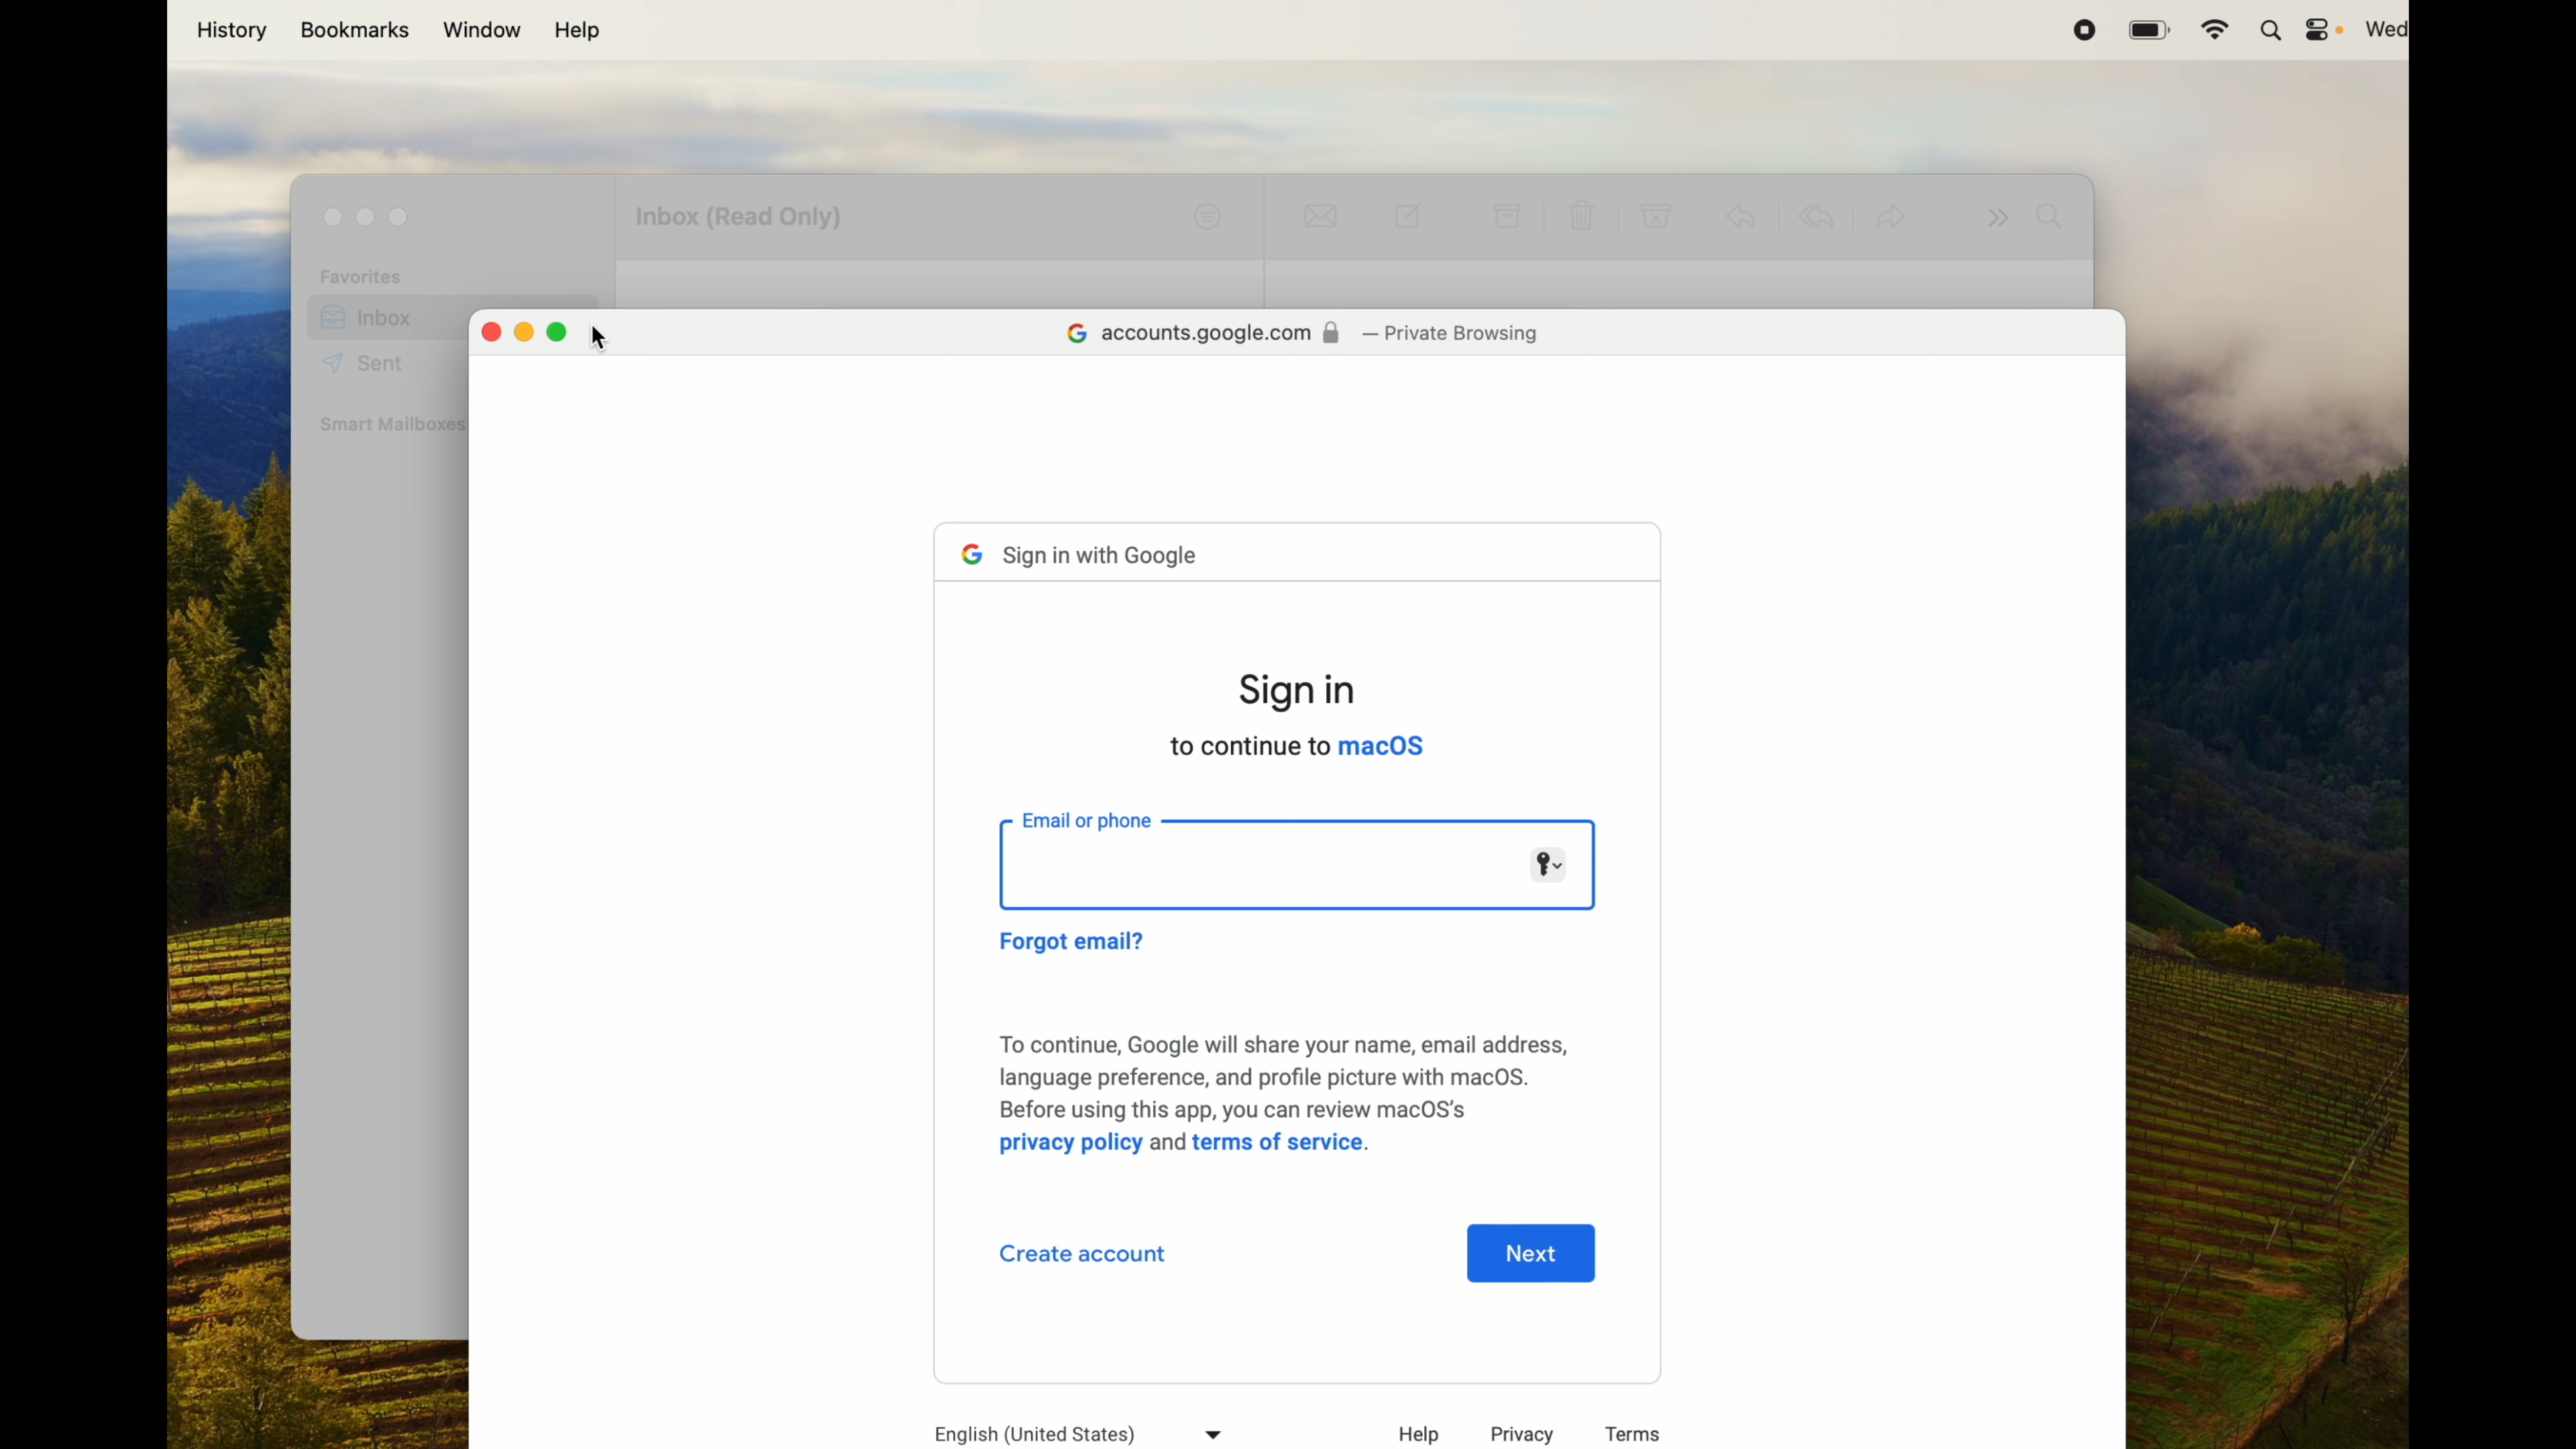 History Bookmarks Window Help Wed
Inbox (Read Only)
Favorites
Inbox
Sent
Smart Mailboxes
accounts.google.com — Private Browsing
Sign in with Google
Sign in
to continue to macOS
Email or phone
Forgot email?
To continue, Google will share your name, email address,
language preference, and profile picture with macOS.
Before using this app, you can review macOS's
privacy policy and terms of service.
Create account
Next
English (United States)
Help Privacy Terms